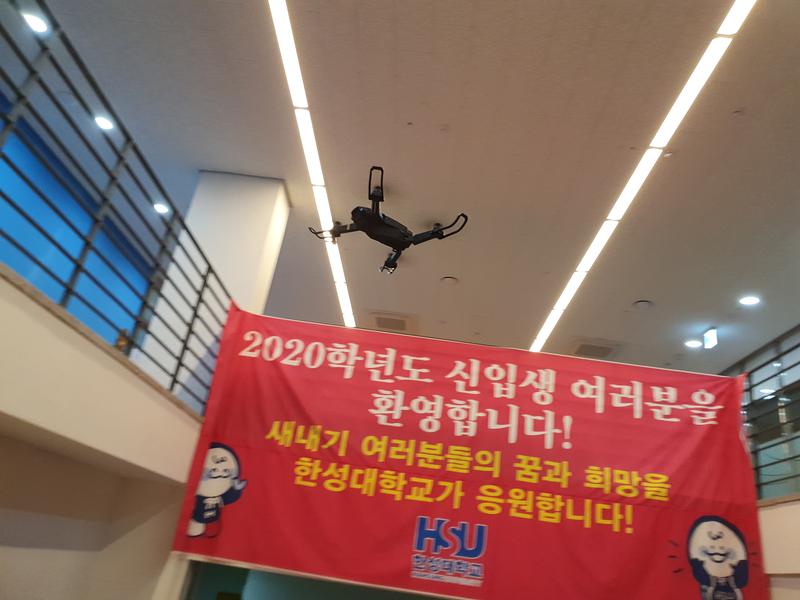 2020학년도 신입생 여러분을
환영합니다!
새내기 여러분들의 꿈과 희망을
한성대학교가 응원합니다!
HSU
한성대학교